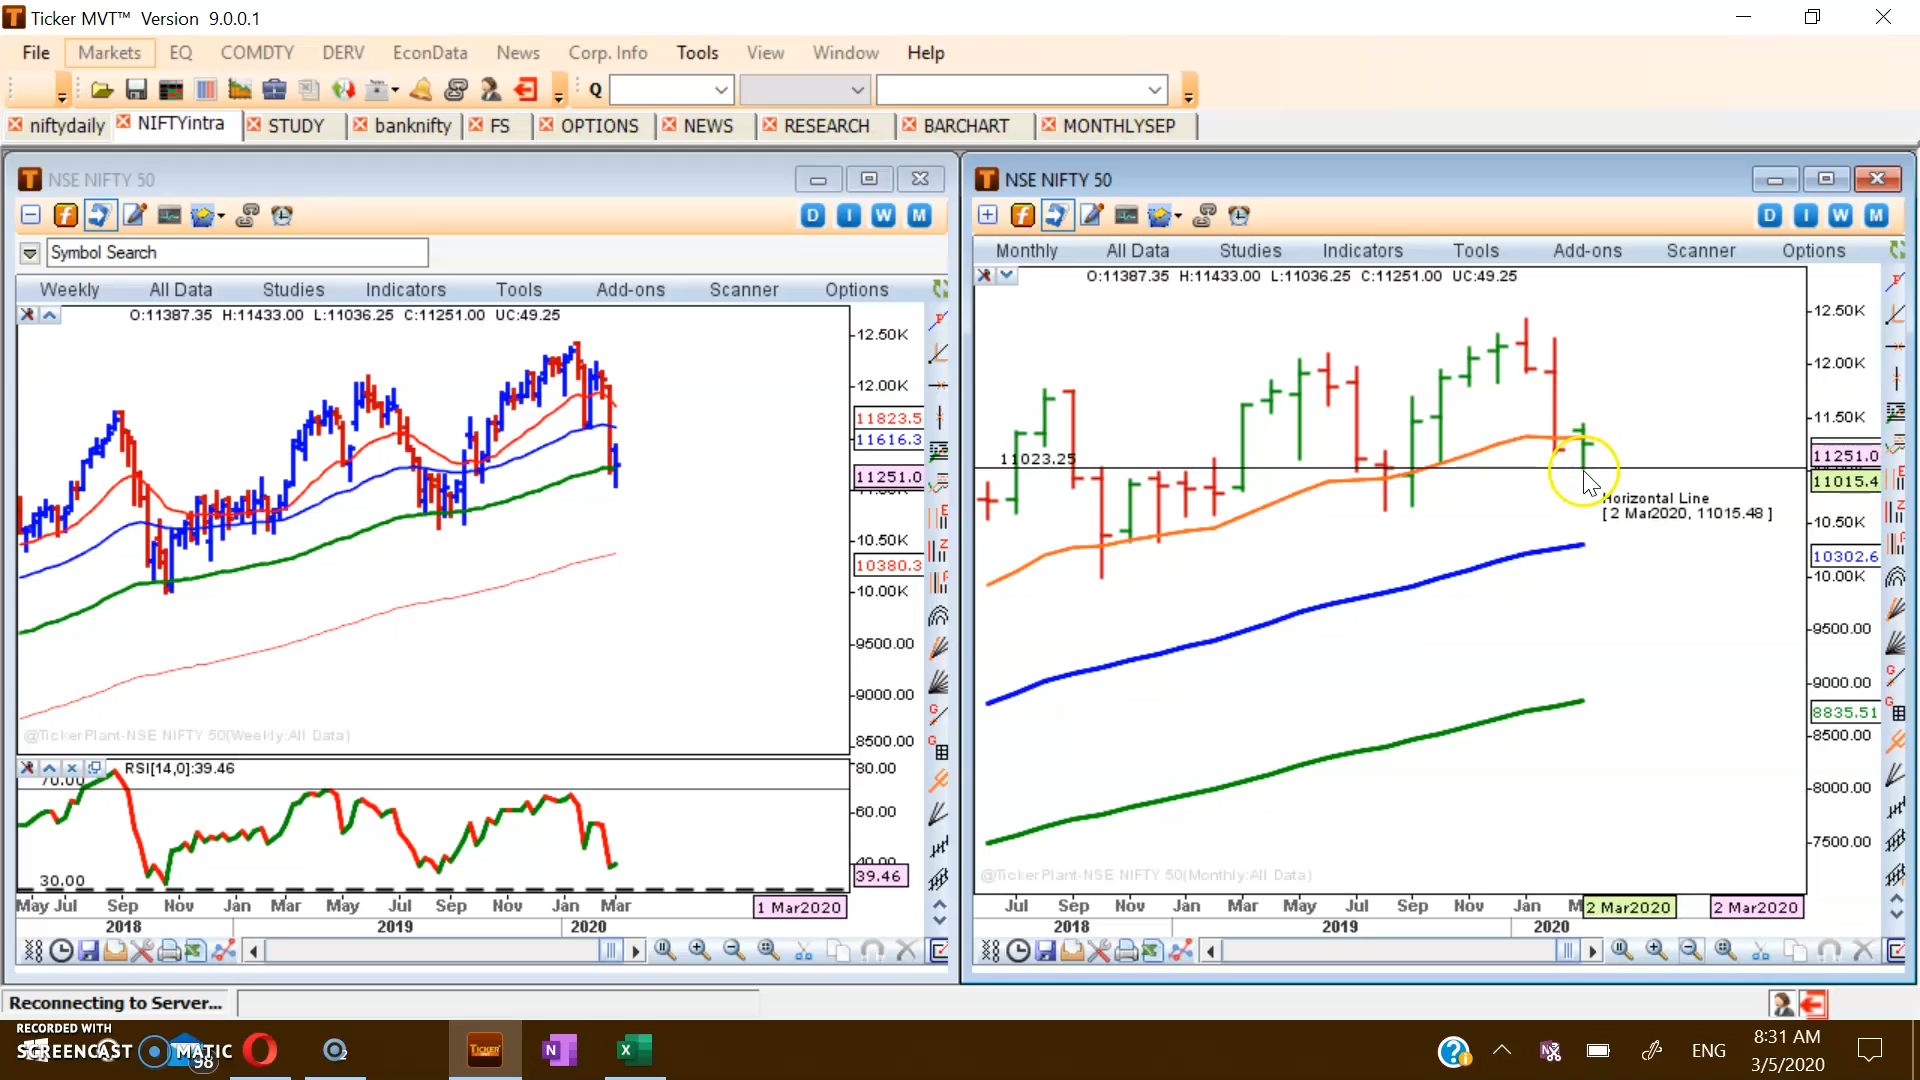 Ticker MVT™ Version 9.0.0.1
File Markets EQ COMDTY DERV EconData News Corp. Info Tools View Window Help
Q
niftydaily NIFTYintra STUDY banknifty FS OPTIONS NEWS RESEARCH BARCHART MONTHLYSEP
NSE NIFTY 50
D I W M
Symbol Search
Weekly All Data Studies Indicators Tools Add-ons Scanner Options
O:11387.35 H:11433.00 L:11036.25 C:11251.00 UC:49.25
12.50K
12.00K
11823.5
11616.3
11251.0
10.50K
10380.3
10.00K
9500.00
9000.00
8500.00
@TickerPlant-NSE NIFTY 50(Weekly:All Data)
RSI[14,0]:39.46
70.00
30.00
80.00
60.00
40.00
39.46
May Jul Sep Nov Jan Mar May Jul Sep Nov Jan Mar
1 Mar2020
2018 2019 2020
NSE NIFTY 50
D I W M
Monthly All Data Studies Indicators Tools Add-ons Scanner Options
O:11387.35 H:11433.00 L:11036.25 C:11251.00 UC:49.25
11023.25
Horizontal Line
[ 2 Mar2020, 11015.48 ]
12.50K
12.00K
11.50K
11251.0
11015.4
10.50K
10302.6
10.00K
9500.00
9000.00
8835.51
8500.00
8000.00
7500.00
@TickerPlant-NSE NIFTY 50(Monthly:All Data)
Jul Sep Nov Jan Mar May Jul Sep Nov Jan
2 Mar2020
2 Mar2020
2018 2019 2020
Reconnecting to Server...
RECORDED WITH
SCREENCAST MATIC
98
TICKER
N
X
ENG
8:31 AM
3/5/2020